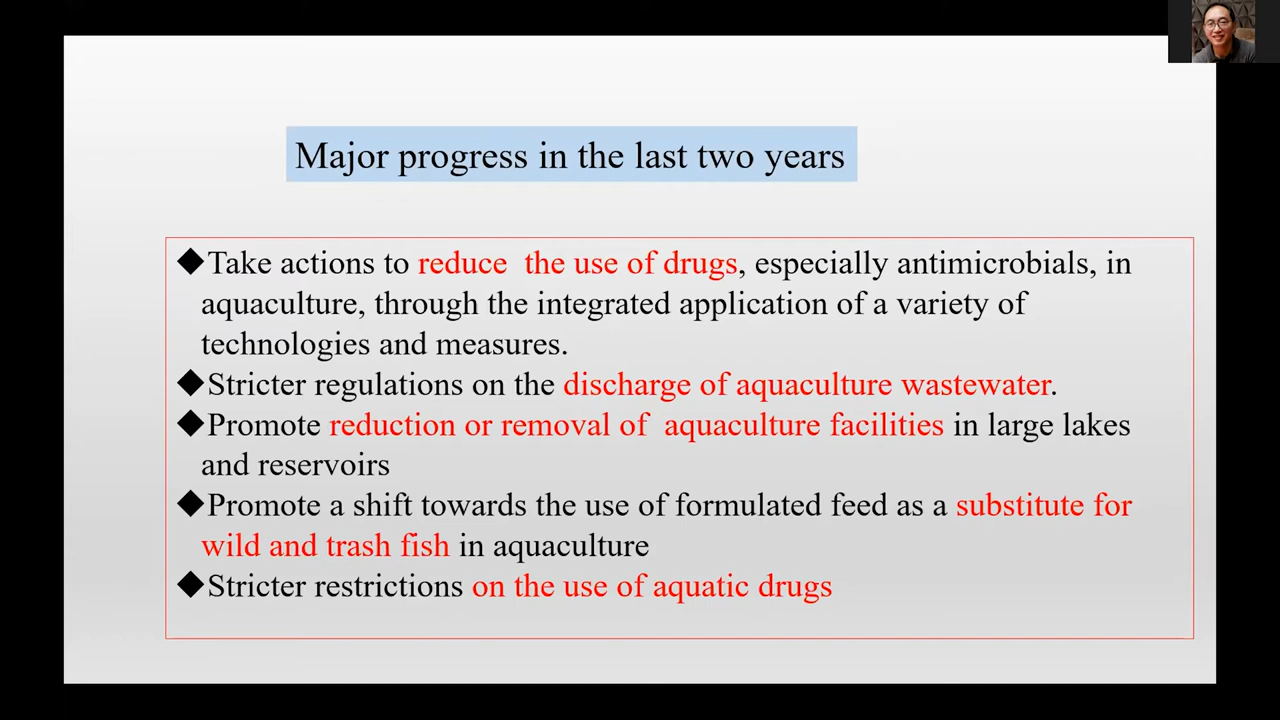 Major progress in the last two years
◆Take actions to reduce  the use of drugs, especially antimicrobials, in
aquaculture, through the integrated application of a variety of
technologies and measures.
◆Stricter regulations on the discharge of aquaculture wastewater.
◆Promote reduction or removal of  aquaculture facilities in large lakes
and reservoirs
◆Promote a shift towards the use of formulated feed as a substitute for
wild and trash fish in aquaculture
◆Stricter restrictions on the use of aquatic drugs